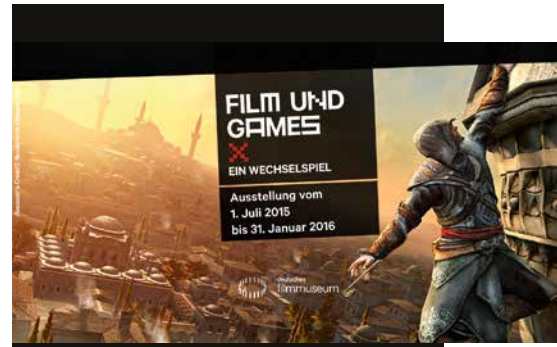 FILM UND
GAMES
EIN WECHSELSPIEL
Ausstellung vom
1. Juli 2015
bis 31. Januar 2016
deutsches
filmmuseum